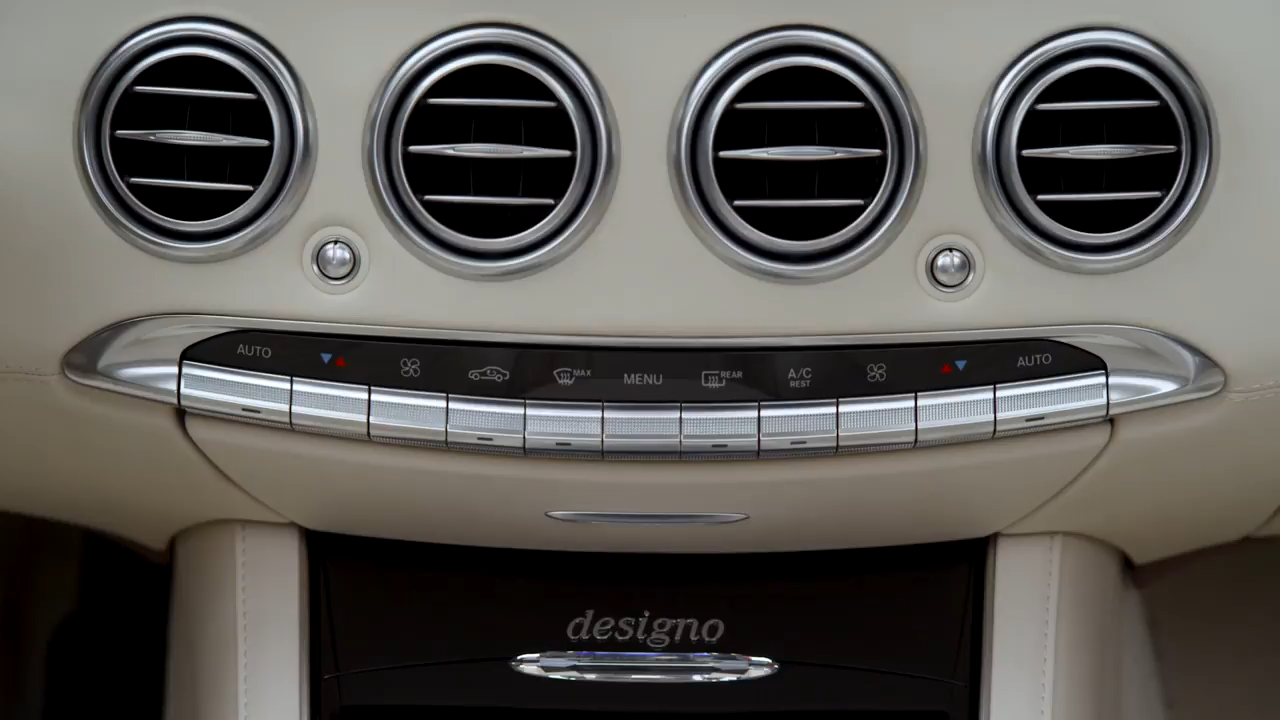 AUTO
MAX
MENU
REAR
A/C
REST
AUTO
designo